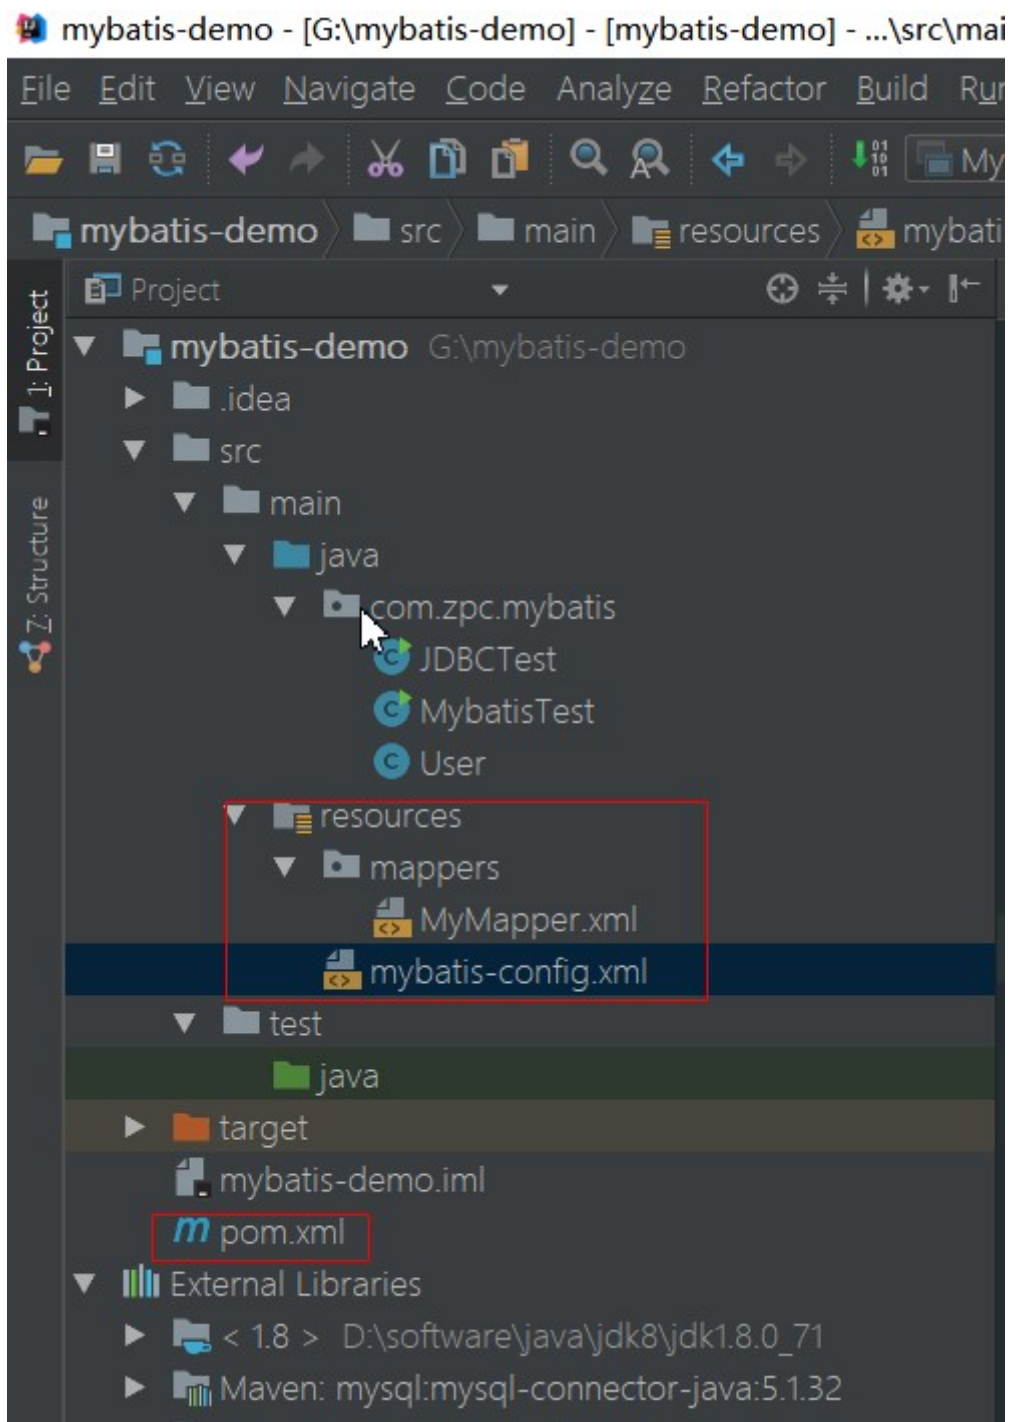 mybatis-demo - [G:\mybatis-demo] - [mybatis-demo] - ...\src\mai
File Edit View Navigate Code Analyze Refactor Build Run
My
mybatis-demo src main resources mybati
Project
mybatis-demo G:\mybatis-demo
.idea
src
main
java
com.zpc.mybatis
JDBCTest
MybatisTest
User
resources
mappers
MyMapper.xml
mybatis-config.xml
test
java
target
mybatis-demo.iml
pom.xml
External Libraries
< 1.8 > D:\software\java\jdk8\jdk1.8.0_71
Maven: mysql:mysql-connector-java:5.1.32
1: Project
7: Structure